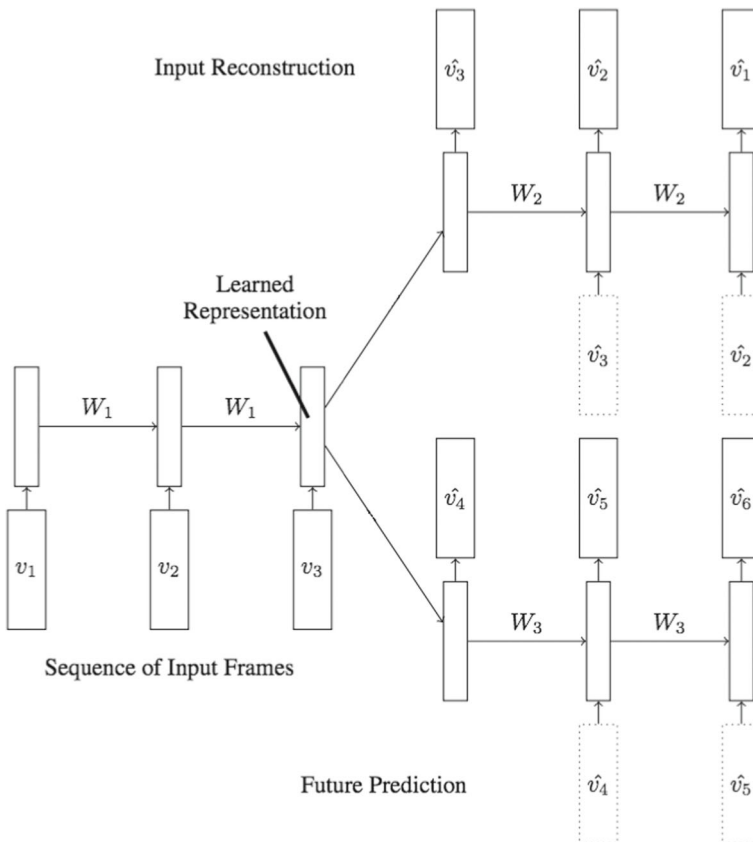 Input Reconstruction
v̂₃ v̂₂ v̂₁
W₂ W₂
Learned
Representation
v̂₃ v̂₂
W₁ W₁
v̂₄ v̂₅ v̂₆
v₁ v₂ v₃
W₃ W₃
Sequence of Input Frames
Future Prediction
v̂₄ v̂₅